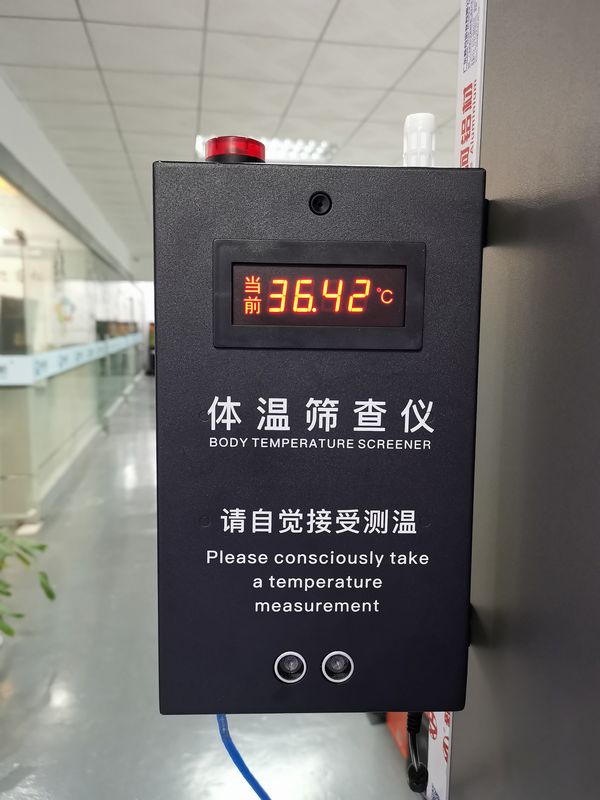 当前 36.42 °C
体温筛查仪
BODY TEMPERATURE SCREENER
请自觉接受测温
Please consciously take
a temperature
measurement